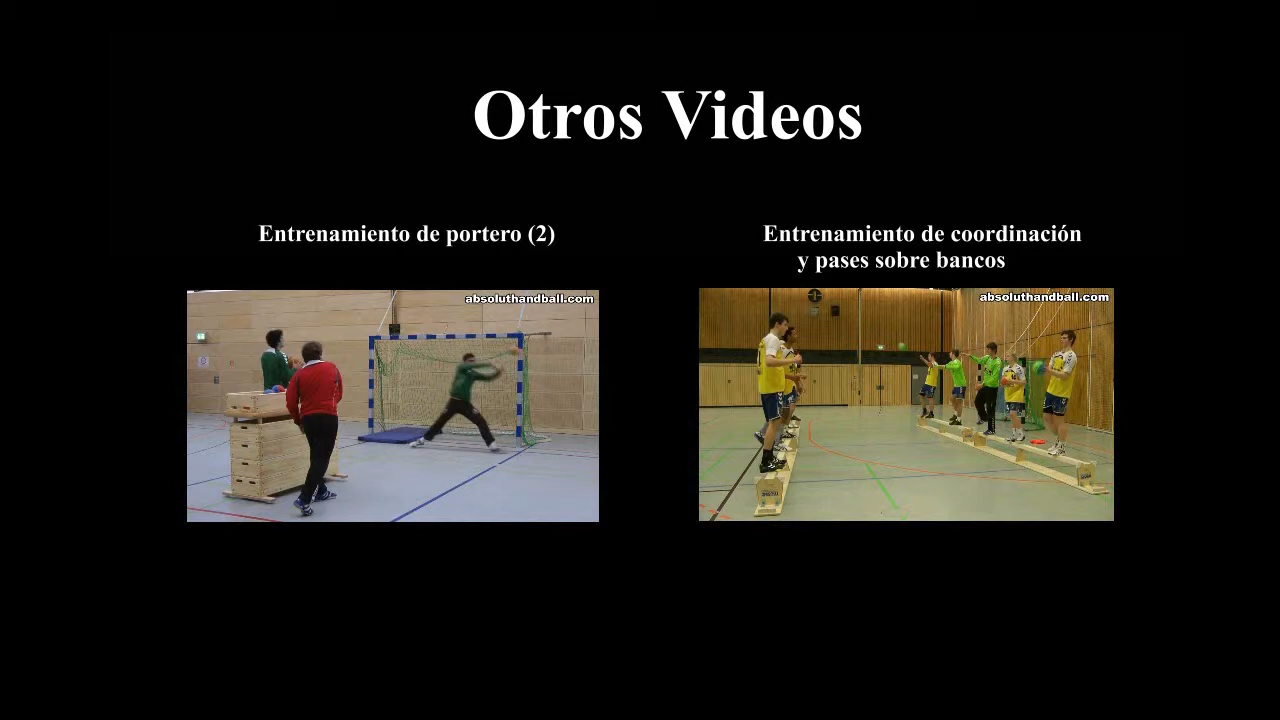 Otros Videos
Entrenamiento de portero (2)
Entrenamiento de coordinación
y pases sobre bancos
absoluthandball.com
absoluthandball.com